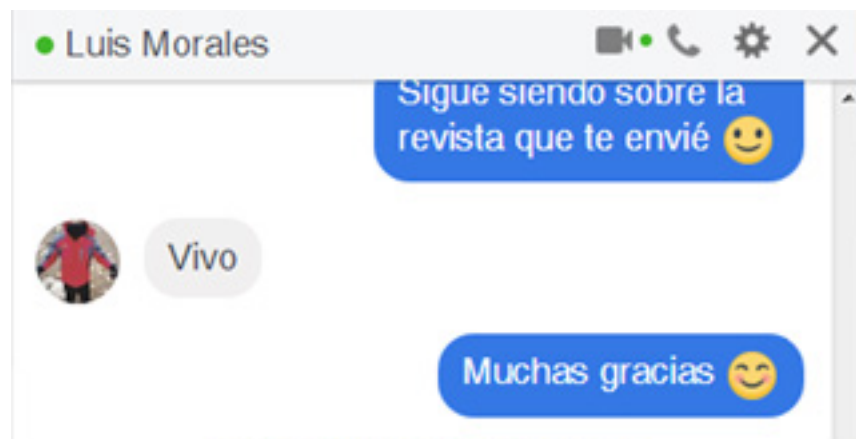 Luis Morales
Sigue siendo sobre la
revista que te envié
Vivo
Muchas gracias